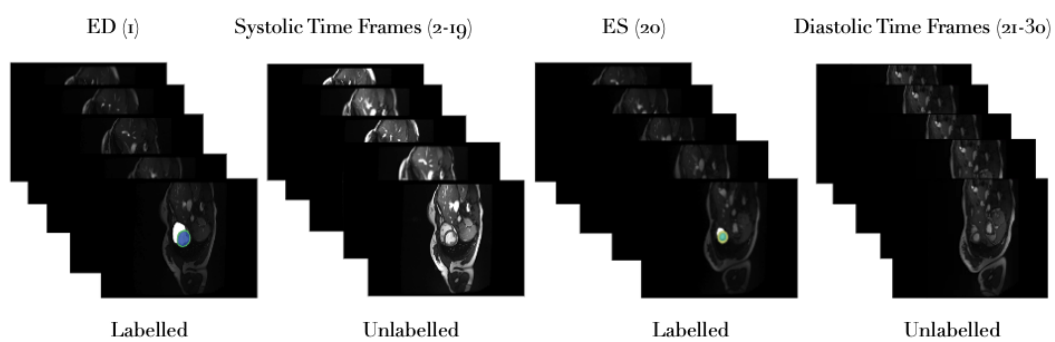 ED (1)
Systolic Time Frames (2-19)
ES (20)
Diastolic Time Frames (21-30)
Labelled
Unlabelled
Labelled
Unlabelled